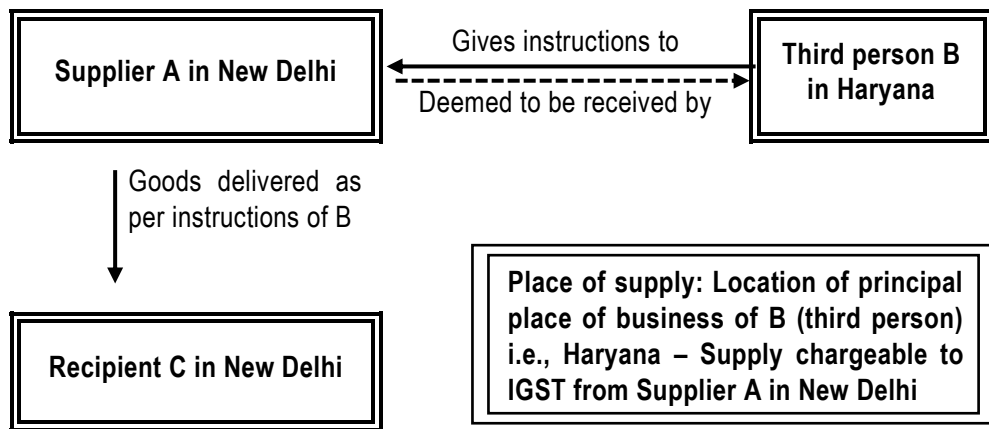 Supplier A in New Delhi
Gives instructions to
Deemed to be received by
Third person B
in Haryana
Goods delivered as
per instructions of B
Recipient C in New Delhi
Place of supply: Location of principal
place of business of B (third person)
i.e., Haryana – Supply chargeable to
IGST from Supplier A in New Delhi